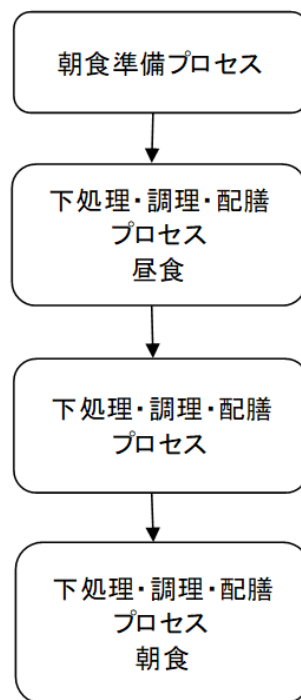 朝食準備プロセス
下処理・調理・配膳
プロセス
昼食
下処理・調理・配膳
プロセス
下処理・調理・配膳
プロセス
朝食